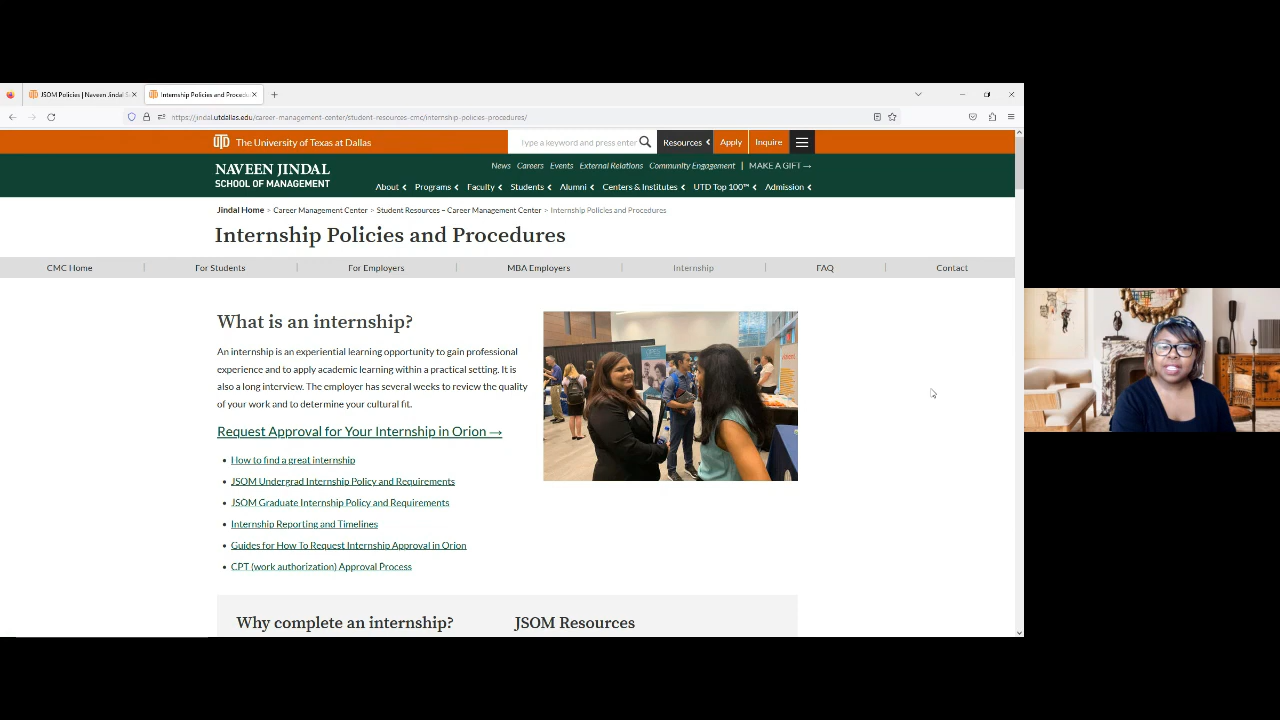 JSOM Policies | Naveen Jindal S
Internship Policies and Procedu
https://jindal.utdallas.edu/career-management-center/student-resources-cmc/internship-policies-procedures/
UTD The University of Texas at Dallas
Type a keyword and press enter
Resources
Apply
Inquire
News Careers Events External Relations Community Engagement | MAKE A GIFT →
NAVEEN JINDAL
SCHOOL OF MANAGEMENT
About Programs Faculty Students Alumni Centers & Institutes UTD Top 100™ Admission
Jindal Home > Career Management Center > Student Resources – Career Management Center > Internship Policies and Procedures
Internship Policies and Procedures
CMC Home | For Students | For Employers | MBA Employers | Internship | FAQ | Contact
What is an internship?
An internship is an experiential learning opportunity to gain professional
experience and to apply academic learning within a practical setting. It is
also a long interview. The employer has several weeks to review the quality
of your work and to determine your cultural fit.
Request Approval for Your Internship in Orion →
• How to find a great internship
• JSOM Undergrad Internship Policy and Requirements
• JSOM Graduate Internship Policy and Requirements
• Internship Reporting and Timelines
• Guides for How To Request Internship Approval in Orion
• CPT (work authorization) Approval Process
Why complete an internship?
JSOM Resources